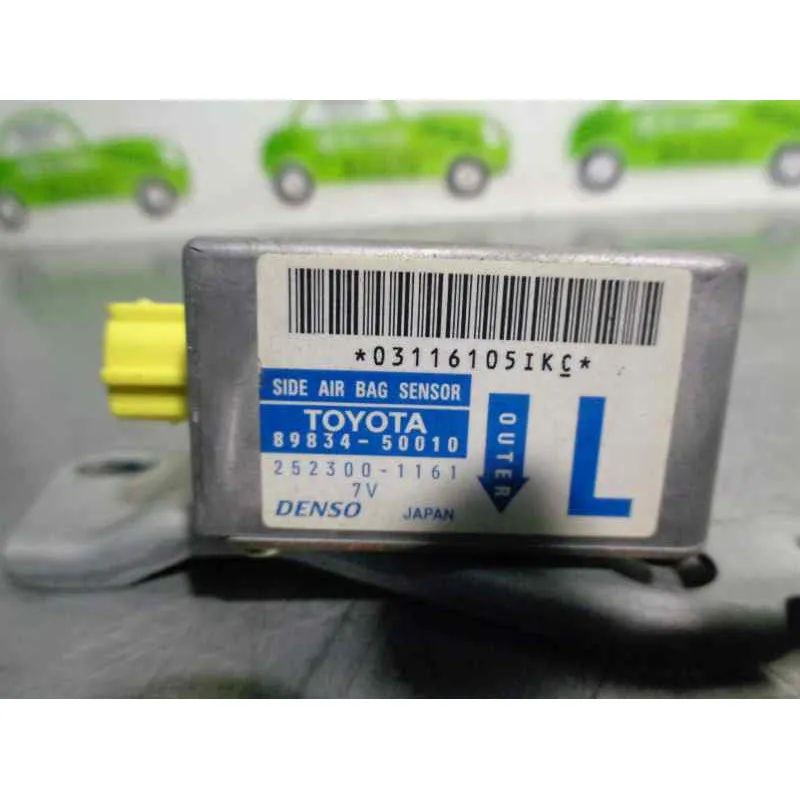 *03116105IKC*
SIDE AIR BAG SENSOR
TOYOTA
89834-50010
252300-1161
7V
DENSO JAPAN
OUTER
L